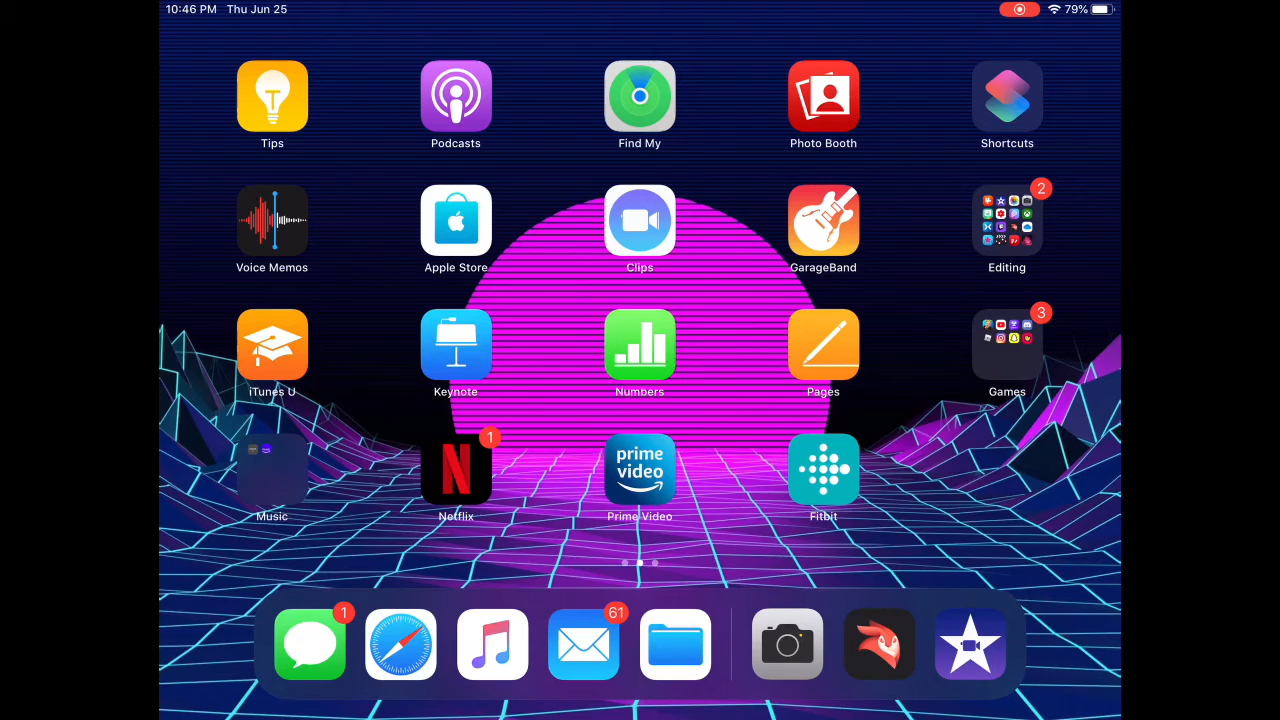 10:46 PM Thu Jun 25 79%
Tips Podcasts Find My Photo Booth Shortcuts
2
Voice Memos Apple Store Clips GarageBand Editing
3
iTunes U Keynote Numbers Pages Games
1
prime video
Music Netflix Prime Video Fitbit
1 61